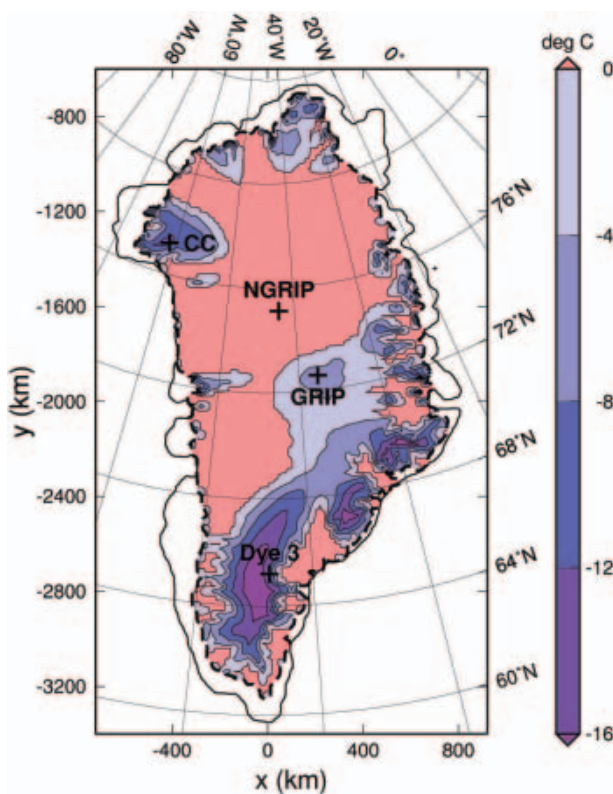 80°W 60°W 40°W 20°W 0°
deg C
0
-4
-8
-12
-16
-800
-1200
-1600
-2000
-2400
-2800
-3200
y (km)
76°N
72°N
68°N
64°N
60°N
CC
NGRIP
GRIP
Dye 3
-400 0 400 800
x (km)